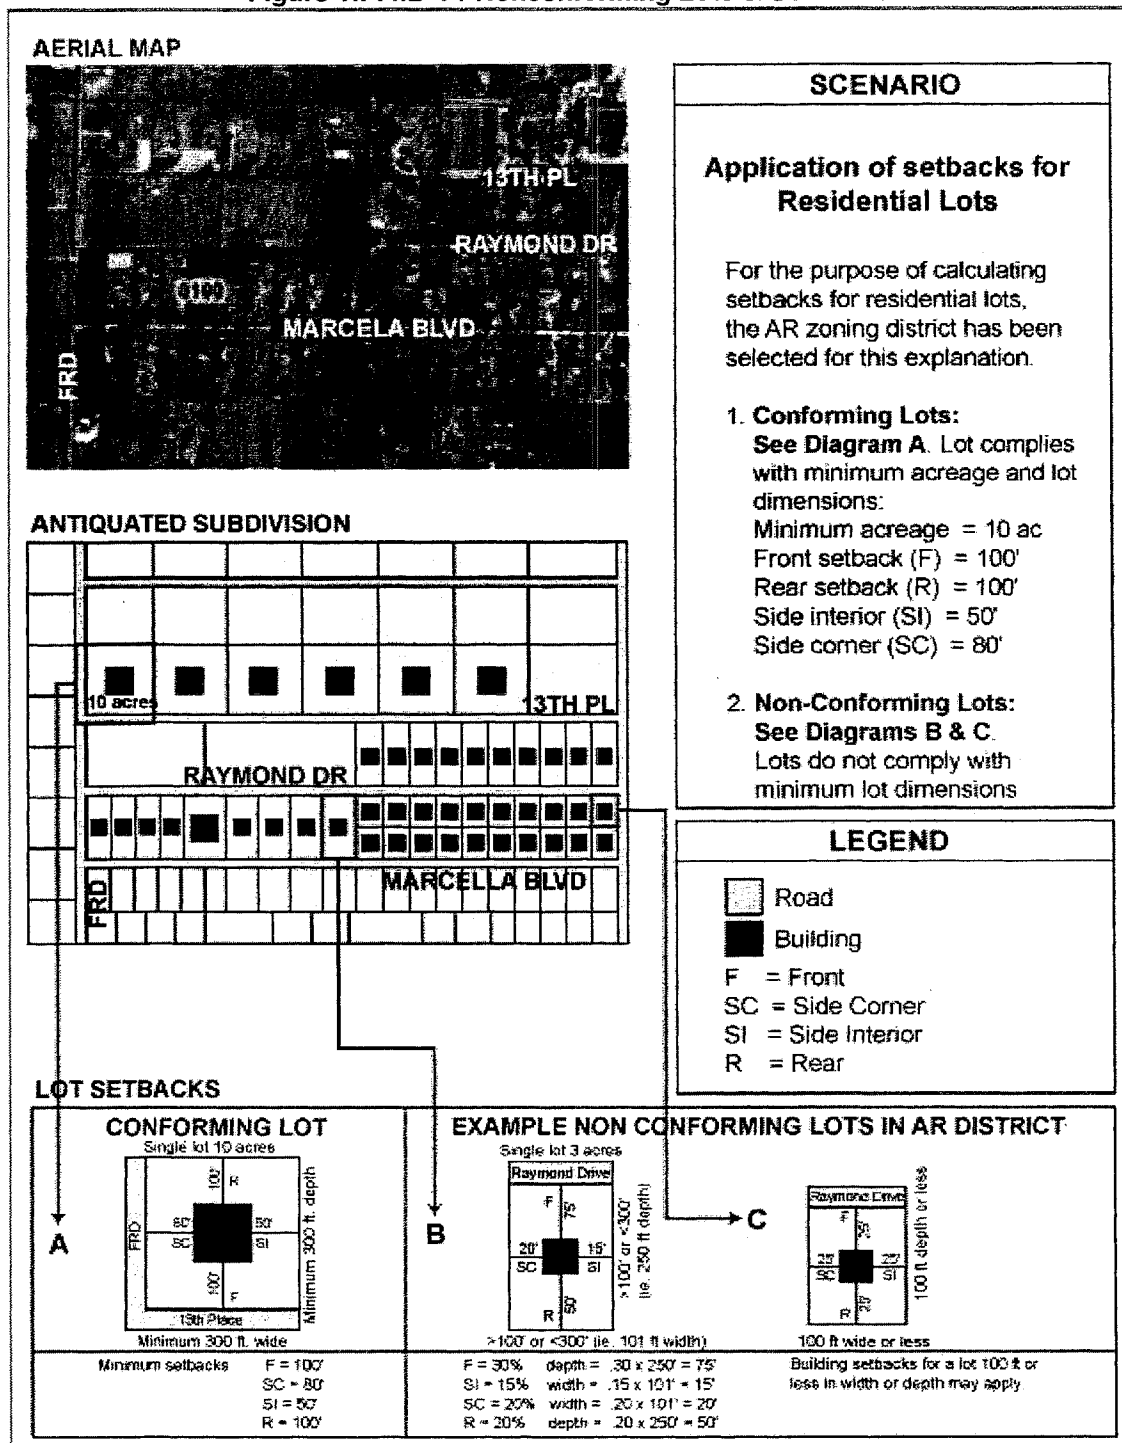 AERIAL MAP
13TH PL
RAYMOND DR
MARCELA BLVD
FRD
SCENARIO
Application of setbacks for
Residential Lots
For the purpose of calculating
setbacks for residential lots,
the AR zoning district has been
selected for this explanation.
1. Conforming Lots:
See Diagram A. Lot complies
with minimum acreage and lot
dimensions:
Minimum acreage = 10 ac
Front setback (F) = 100'
Rear setback (R) = 100'
Side interior (SI) = 50'
Side corner (SC) = 80'
2. Non-Conforming Lots:
See Diagrams B & C.
Lots do not comply with
minimum lot dimensions
ANTIQUATED SUBDIVISION
10 acres
13TH PL
RAYMOND DR
MARCELLA BLVD
FRD
LEGEND
Road
Building
F = Front
SC = Side Corner
SI = Side Interior
R = Rear
LOT SETBACKS
CONFORMING LOT
Single lot 10 acres
A
FRD
100'
R
80'
SC
50'
SI
100'
F
13th Place
Minimum 300 ft. depth
Minimum 300 ft. wide
Minimum setbacks F = 100'
SC = 80'
SI = 50'
R = 100'
EXAMPLE NON CONFORMING LOTS IN AR DISTRICT
Single lot 3 acres
B
Raymond Drive
F
75'
20'
SC
15'
SI
R
50'
>100' or <300'
(ie. 250 ft depth)
>100' or <300' (ie. 101 ft width)
F = 30% depth = .30 x 250' = 75'
SI = 15% width = .15 x 101' = 15'
SC = 20% width = .20 x 101' = 20'
R = 20% depth = .20 x 250' = 50'
C
Raymond Drive
F
25'
R
25'
100 ft depth or less
100 ft wide or less
Building setbacks for a lot 100 ft or
less in width or depth may apply